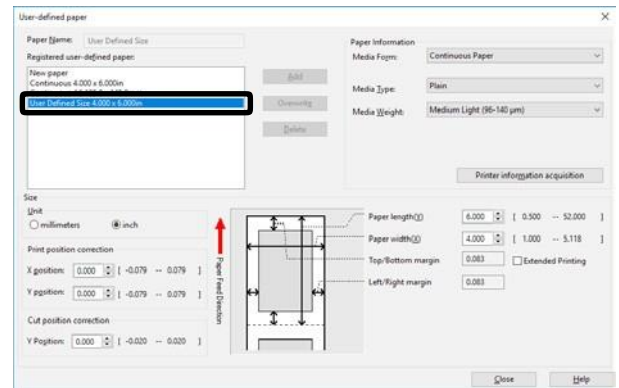 User-defined paper
Paper Name: User Defined Size
Registered user-defined paper:
New paper
Continuous 4.000 x 6.000in
User Defined Size 4.000 x 6.000in
Add
Overwrite
Delete
Paper Information
Media Form: Continuous Paper
Media Type: Plain
Media Weight: Medium Light (96-140 µm)
Printer information acquisition
Size
Unit
millimeters inch
Print position correction
X position: 0.000 [ -0.079 -- 0.079 ]
Y position: 0.000 [ -0.079 -- 0.079 ]
Cut position correction
Y Position: 0.000 [ -0.020 -- 0.020 ]
Paper Feed Direction
Paper length(Y) 6.000 [ 0.500 -- 52.000 ]
Paper width(X) 4.000 [ 1.000 -- 5.118 ]
Top/Bottom margin 0.083 Extended Printing
Left/Right margin 0.083
Close Help